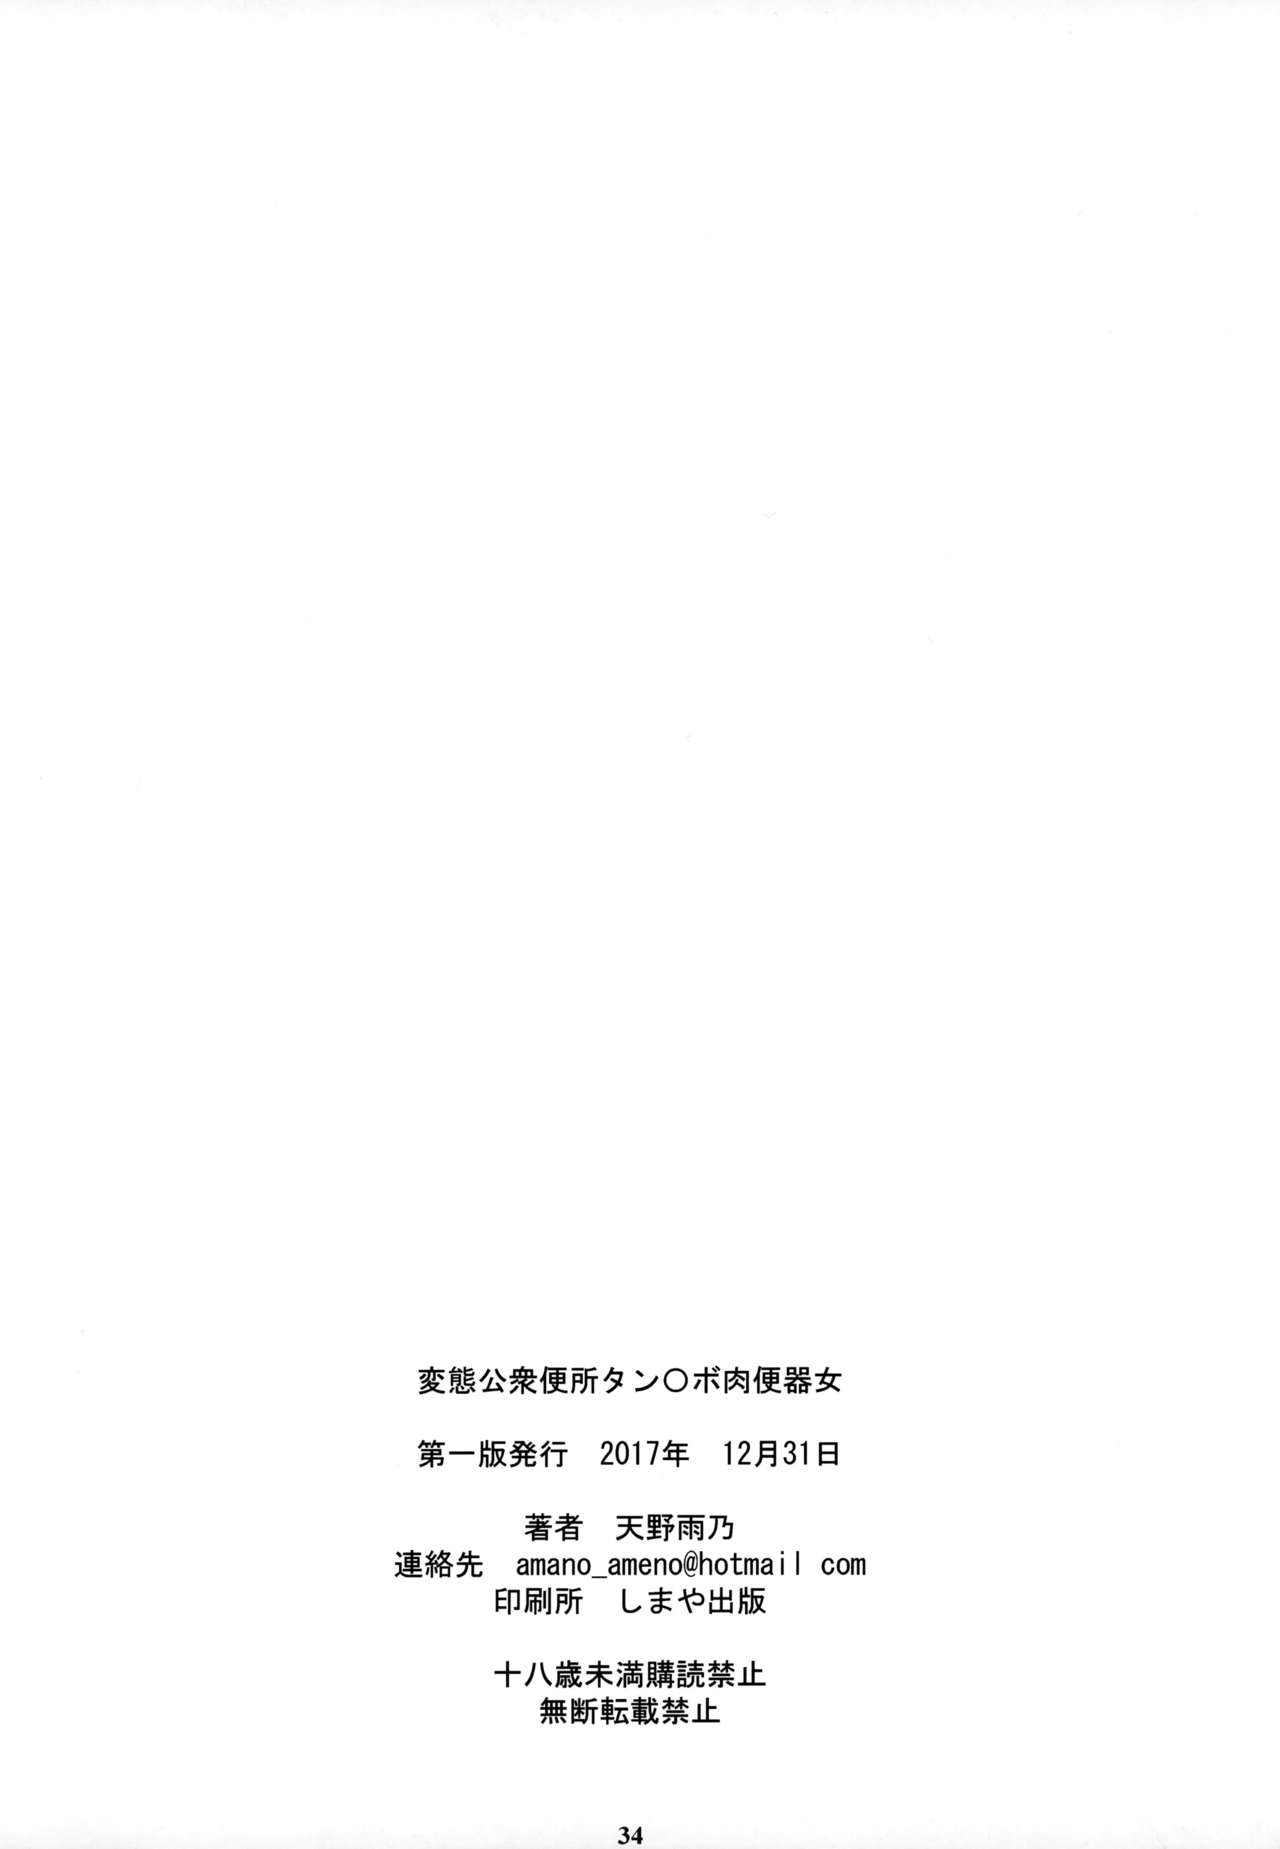 変態公衆便所タン〇ボ肉便器女
第一版発行　2017年　12月31日
著者　天野雨乃
連絡先　amano_ameno@hotmail com
印刷所　しまや出版
十八歳未満購読禁止
無断転載禁止
34